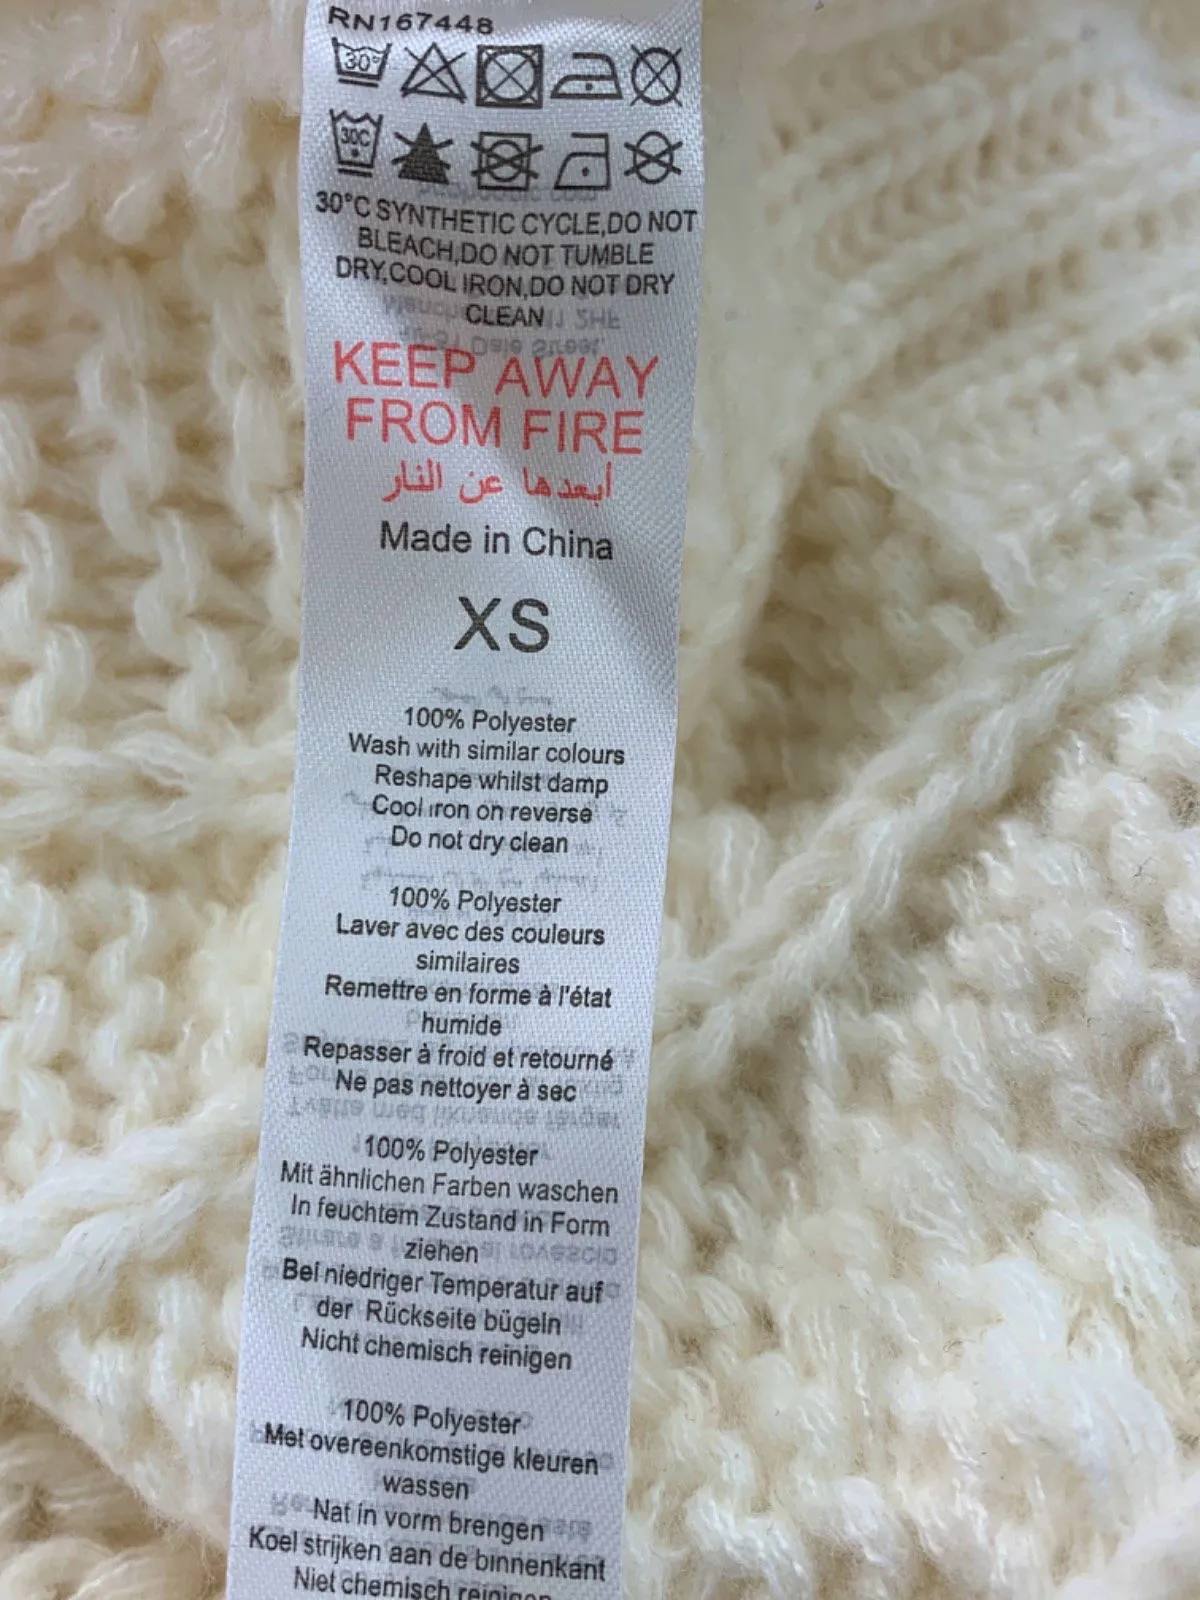 RN167448
30°
30C
30°C SYNTHETIC CYCLE,DO NOT
BLEACH,DO NOT TUMBLE
DRY,COOL IRON,DO NOT DRY
CLEAN
KEEP AWAY
FROM FIRE
أبعدها عن النار
Made in China
XS
100% Polyester
Wash with similar colours
Reshape whilst damp
Cool iron on reverse
Do not dry clean
100% Polyester
Laver avec des couleurs
similaires
Remettre en forme à l'état
humide
Repasser à froid et retourné
Ne pas nettoyer à sec
100% Polyester
Mit ähnlichen Farben waschen
In feuchtem Zustand in Form
ziehen
Bei niedriger Temperatur auf
der Rückseite bügeln
Nicht chemisch reinigen
100% Polyester
Met overeenkomstige kleuren
wassen
Nat in vorm brengen
Koel strijken aan de binnenkant
Niet chemisch reinigen